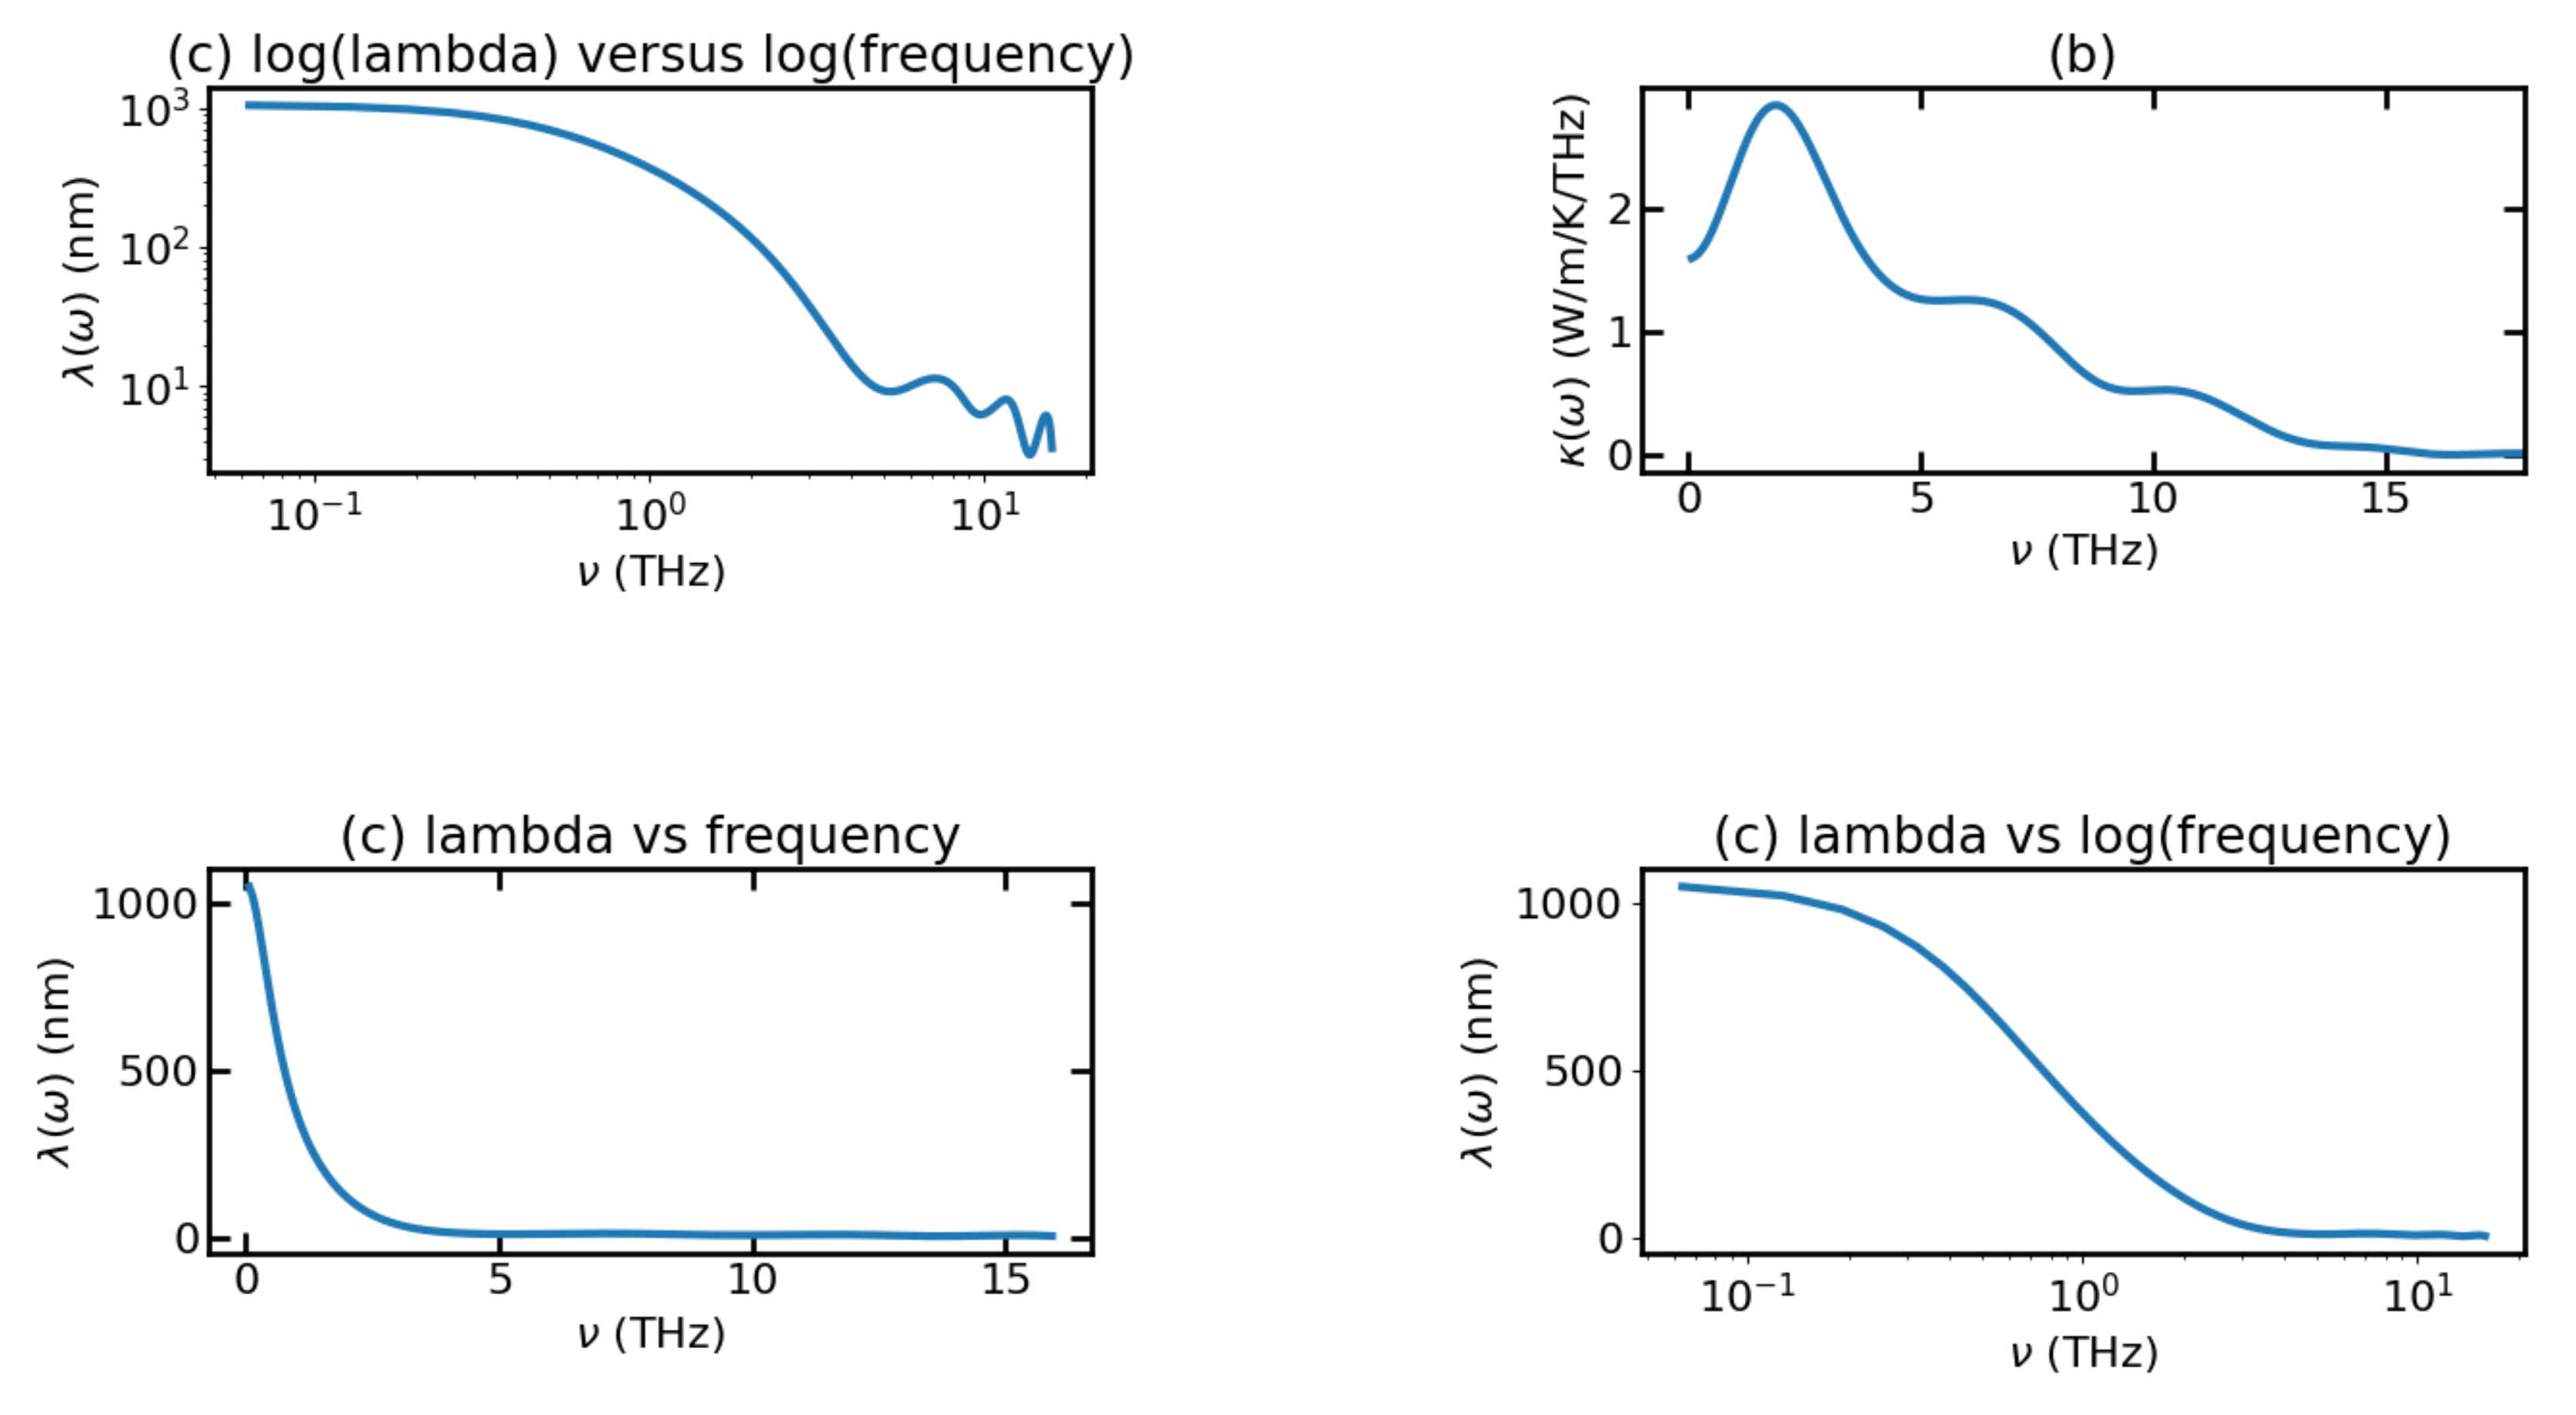 (c) log(lambda) versus log(frequency)
λ(ω) (nm)
10³
10²
10¹
10⁻¹ 10⁰ 10¹
ν (THz)
(b)
κ(ω) (W/m/K/THz)
2
1
0
0 5 10 15
ν (THz)
(c) lambda vs frequency
λ(ω) (nm)
1000
500
0
0 5 10 15
ν (THz)
(c) lambda vs log(frequency)
λ(ω) (nm)
1000
500
0
10⁻¹ 10⁰ 10¹
ν (THz)